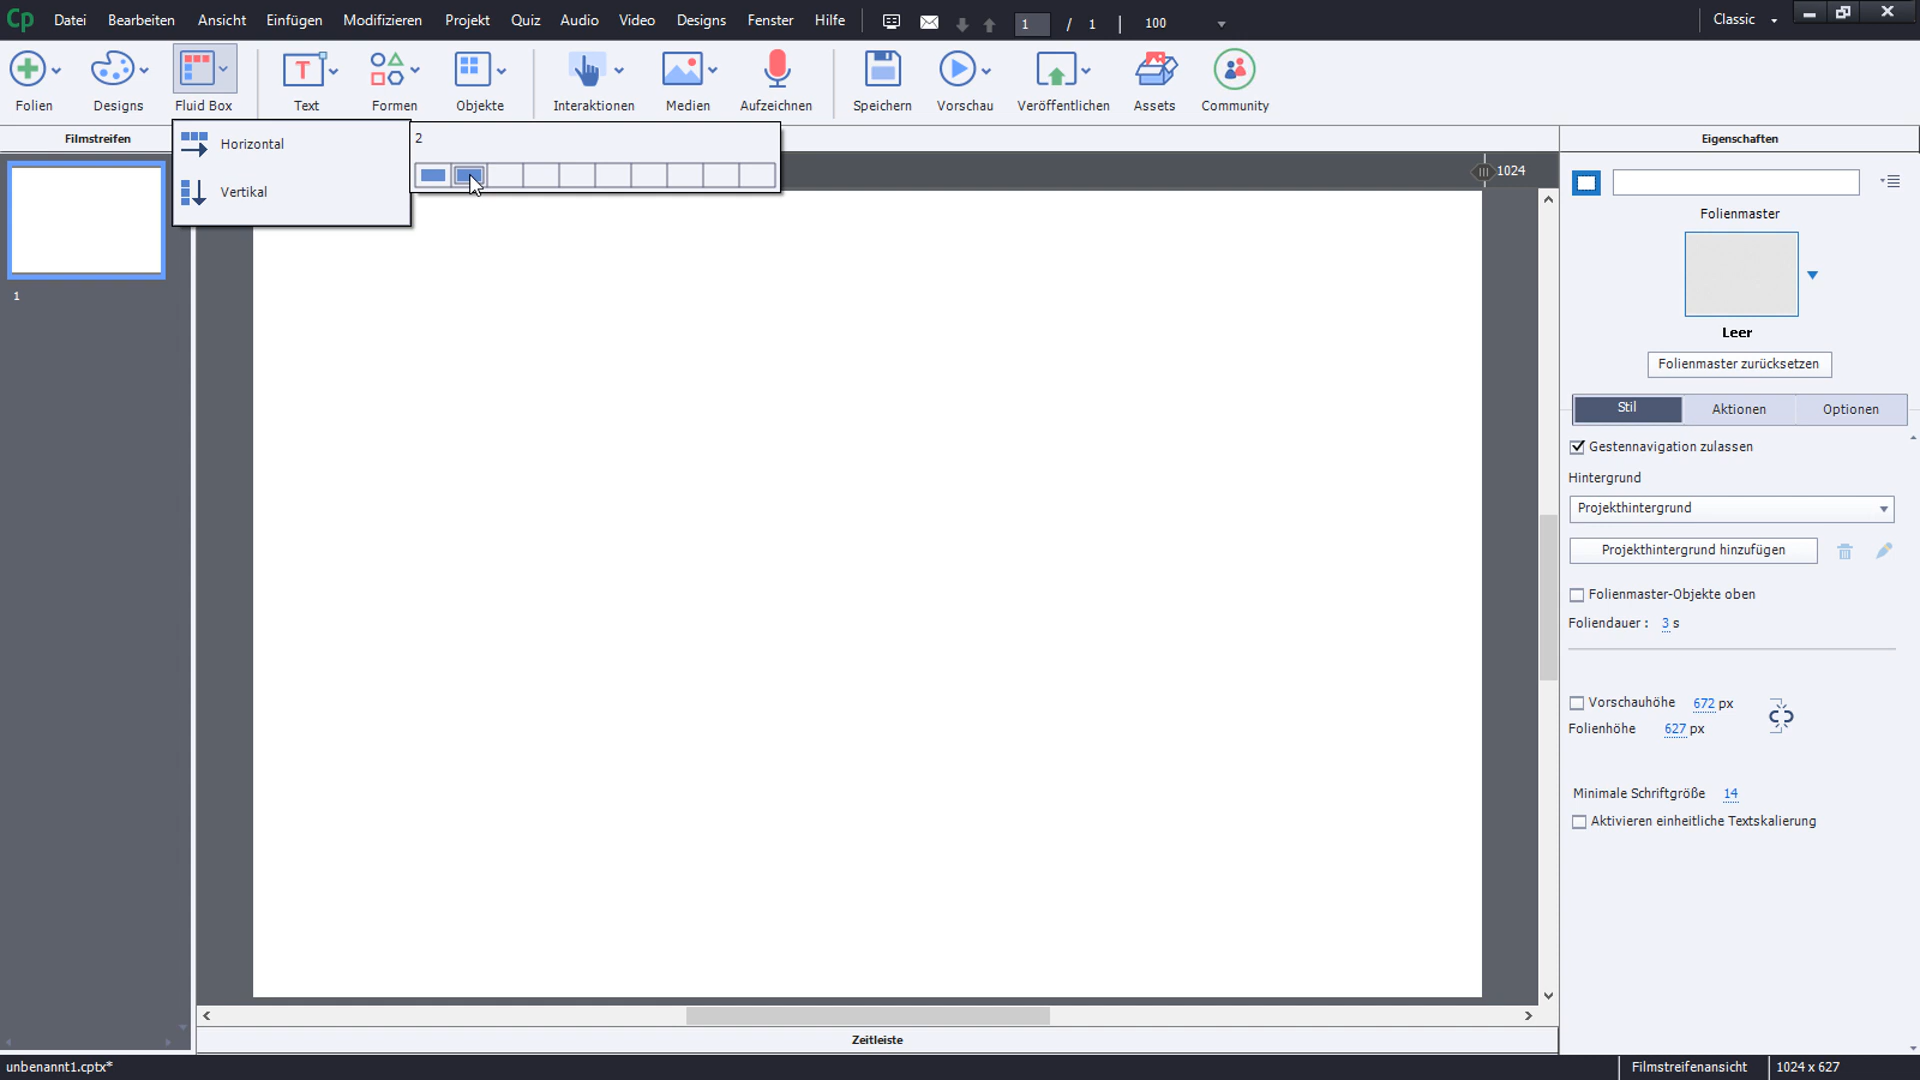 Cp Datei Bearbeiten Ansicht Einfügen Modifizieren Projekt Quiz Audio Video Designs Fenster Hilfe 1 / 1 | 100 Classic
Folien Designs Fluid Box Text Formen Objekte Interaktionen Medien Aufzeichnen Speichern Vorschau Veröffentlichen Assets Community
Filmstreifen
Horizontal
Vertikal
2
1024
1
Eigenschaften
Folienmaster
Leer
Folienmaster zurücksetzen
Stil Aktionen Optionen
Gestennavigation zulassen
Hintergrund
Projekthintergrund
Projekthintergrund hinzufügen
Folienmaster-Objekte oben
Foliendauer : 3 s
Vorschauhöhe 672 px
Folienhöhe 627 px
Minimale Schriftgröße 14
Aktivieren einheitliche Textskalierung
Zeitleiste
unbenannt1.cptx* Filmstreifenansicht 1024 x 627